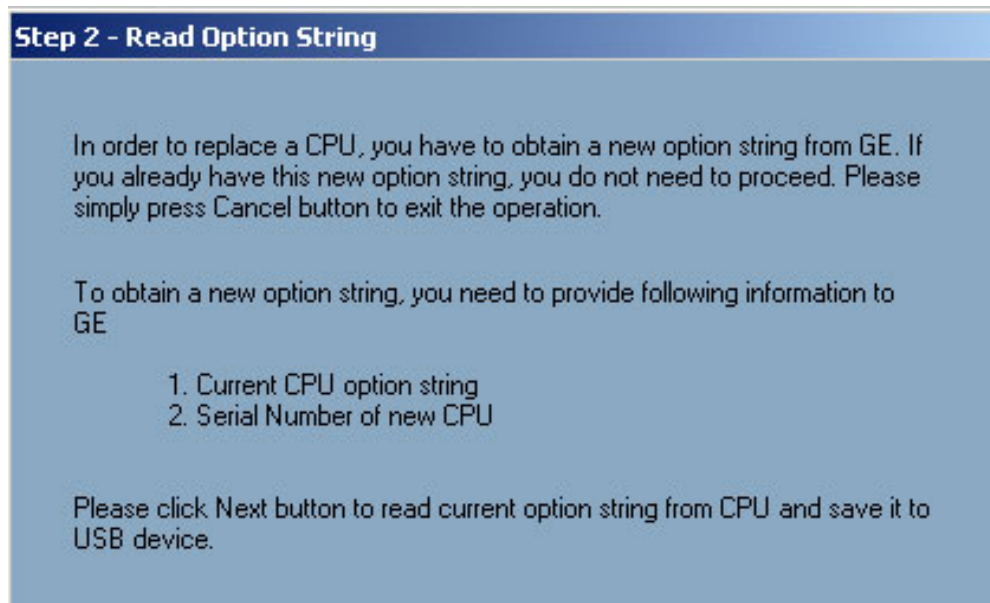 Step 2 - Read Option String
In order to replace a CPU, you have to obtain a new option string from GE. If
you already have this new option string, you do not need to proceed. Please
simply press Cancel button to exit the operation.
To obtain a new option string, you need to provide following information to
GE
1. Current CPU option string
2. Serial Number of new CPU
Please click Next button to read current option string from CPU and save it to
USB device.